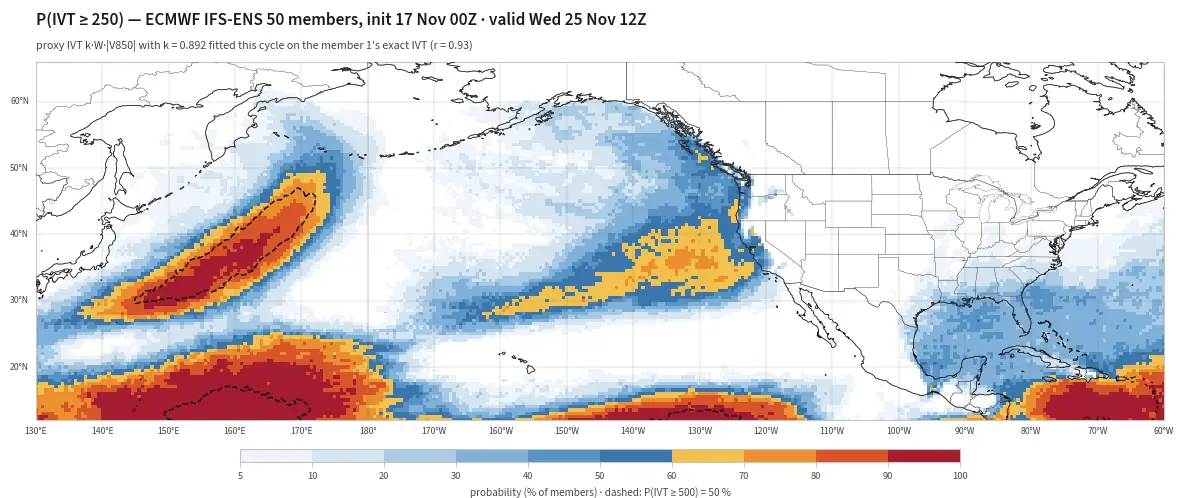 P(IVT ≥ 250) — ECMWF IFS-ENS 50 members, init 17 Nov 00Z · valid Wed 25 Nov 12Z
proxy IVT k·W·|V850| with k = 0.892 fitted this cycle on the member 1's exact IVT (r = 0.93)
60°N
50°N
40°N
30°N
20°N
130°E 140°E 150°E 160°E 170°E 180° 170°W 160°W 150°W 140°W 130°W 120°W 110°W 100°W 90°W 80°W 70°W 60°W
5 10 20 30 40 50 60 70 80 90 100
probability (% of members) · dashed: P(IVT ≥ 500) = 50 %